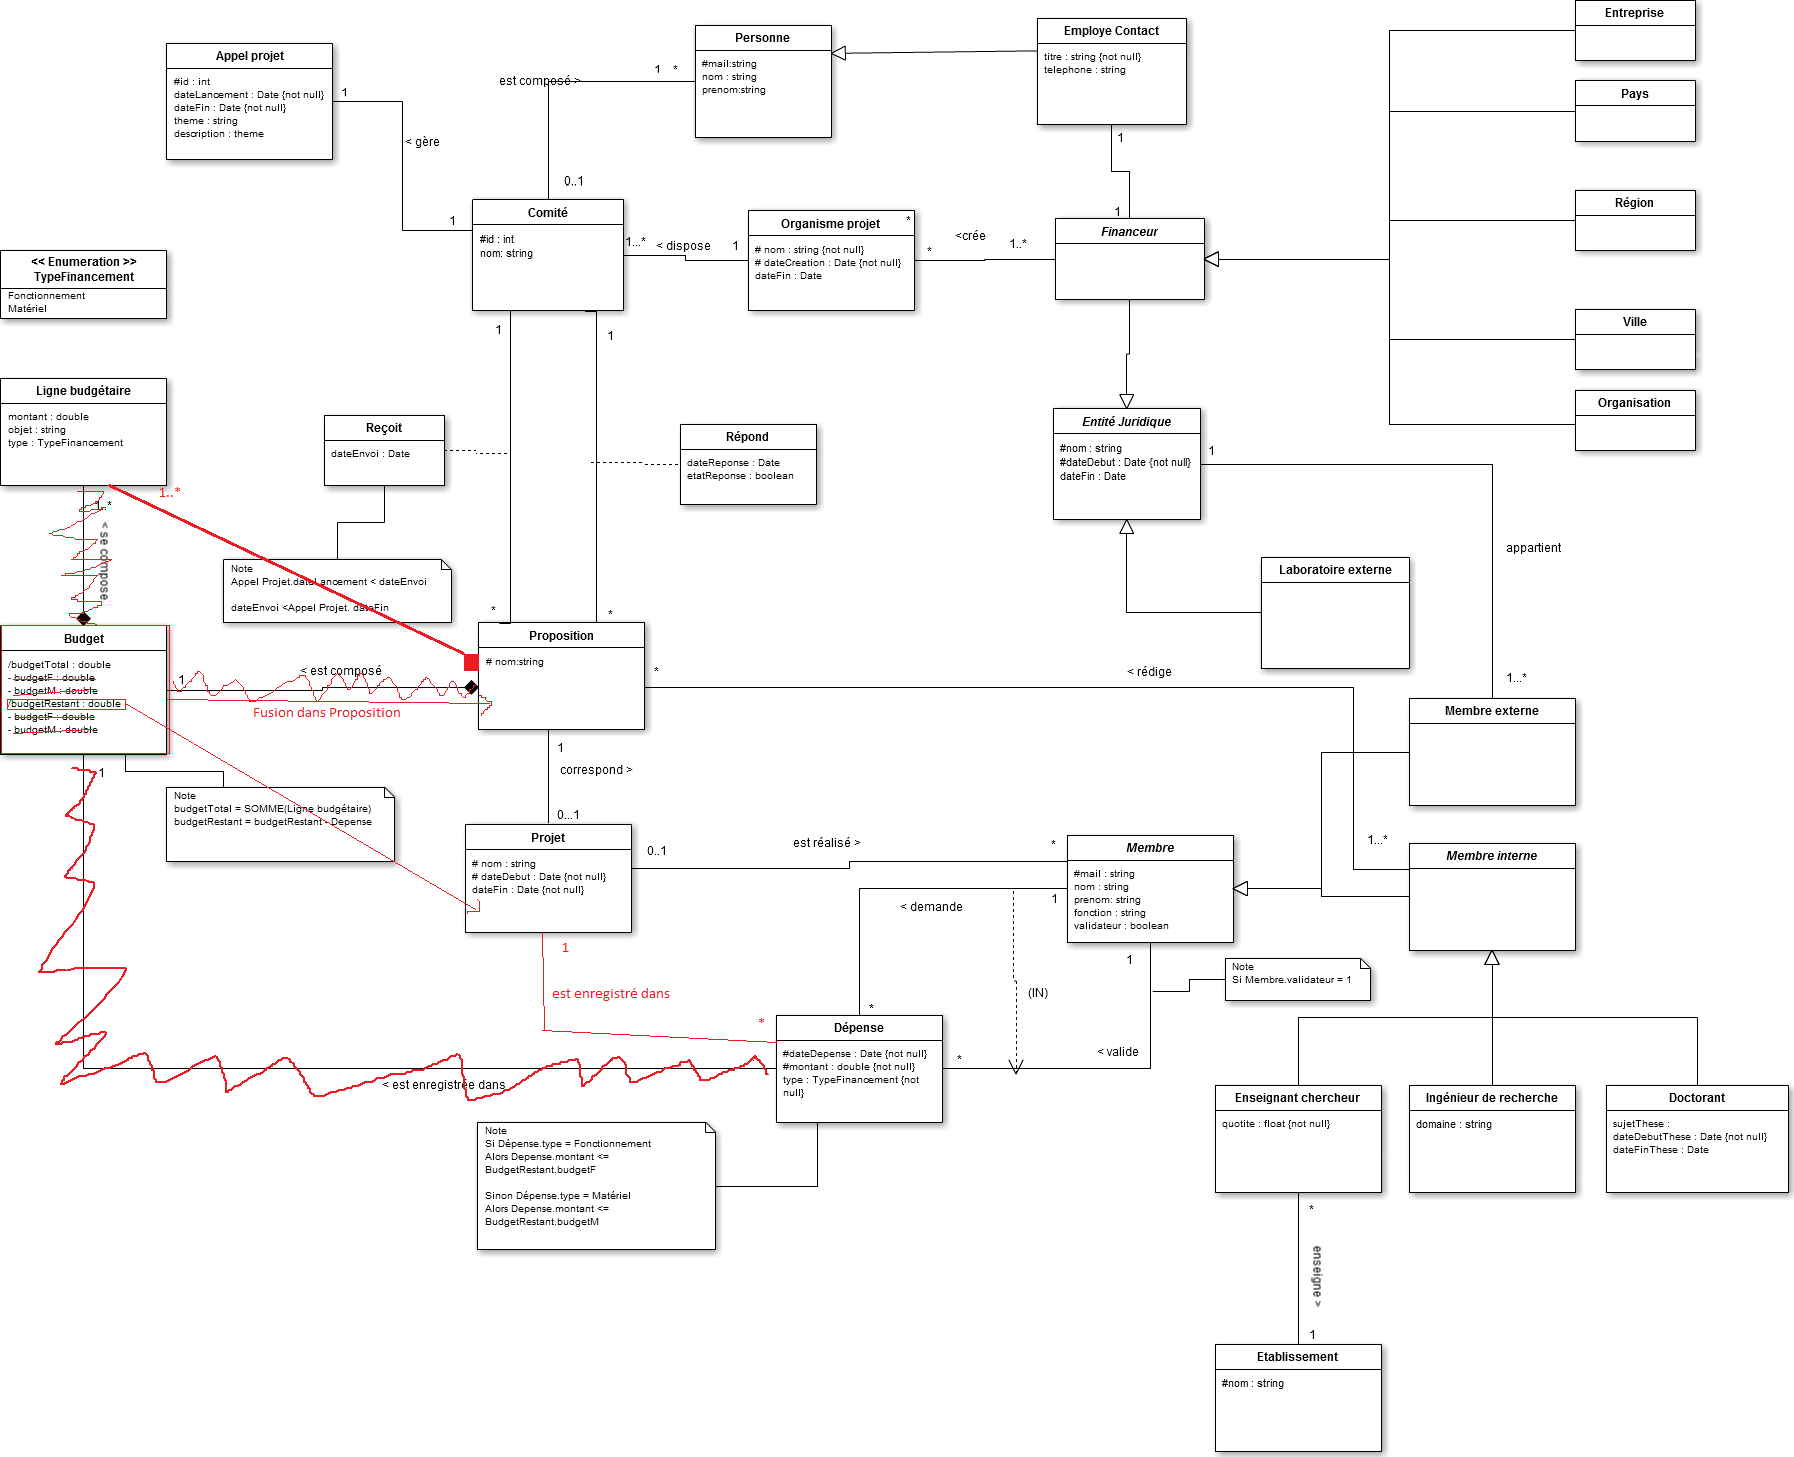 Appel projet
#id : int
dateLancement : Date {not null}
dateFin : Date {not null}
theme : string
description : theme
1
< gère
1
Personne
#mail:string
nom : string
prenom:string
1 *
est composé >
0..1
Employe Contact
titre : string {not null}
telephone : string
1
1
Entreprise
Pays
Région
Ville
Organisation
Comité
#id : int
nom: string
1...*
< dispose
1
Organisme projet
*
# nom : string {not null}
# dateCreation : Date {not null}
dateFin : Date
*
<crée
1..*
Financeur
<< Enumeration >>
TypeFinancement
Fonctionnement
Matériel
Ligne budgétaire
montant : double
objet : string
type : TypeFinancement
1..*
1..*
< se compose
Reçoit
dateEnvoi : Date
1
1
Répond
dateReponse : Date
etatReponse : boolean
Entité Juridique
#nom : string
#dateDebut : Date {not null}
dateFin : Date
1
appartient
1...*
Note
Appel Projet.dateLancement < dateEnvoi
dateEnvoi <Appel Projet. dateFin
*
*
Laboratoire externe
Budget
/budgetTotal : double
- budgetF : double
- budgetM : double
/budgetRestant : double
- budgetF : double
- budgetM : double
1
< est composé
Fusion dans Proposition
Proposition
# nom:string
*
< rédige
1...*
Membre externe
1
Note
budgetTotal = SOMME(Ligne budgétaire)
budgetRestant = budgetRestant - Depense
1
correspond >
0...1
Projet
# nom : string
# dateDebut : Date {not null}
dateFin : Date {not null}
0..1
est réalisé >
*
Membre
#mail : string
nom : string
prenom: string
fonction : string
validateur : boolean
1
< demande
Membre interne
1
est enregistré dans
*
*
(IN)
1
Note
Si Membre.validateur = 1
< valide
*
Dépense
#dateDepense : Date {not null}
#montant : double {not null}
type : TypeFinancement {not
null}
< est enregistrée dans
Note
Si Dépense.type = Fonctionnement
Alors Depense.montant <=
BudgetRestant.budgetF
Sinon Dépense.type = Matériel
Alors Depense.montant <=
BudgetRestant.budgetM
Enseignant chercheur
quotite : float {not null}
Ingénieur de recherche
domaine : string
Doctorant
sujetThese :
dateDebutThese : Date {not null}
dateFinThese : Date
*
enseigne >
1
Etablissement
#nom : string